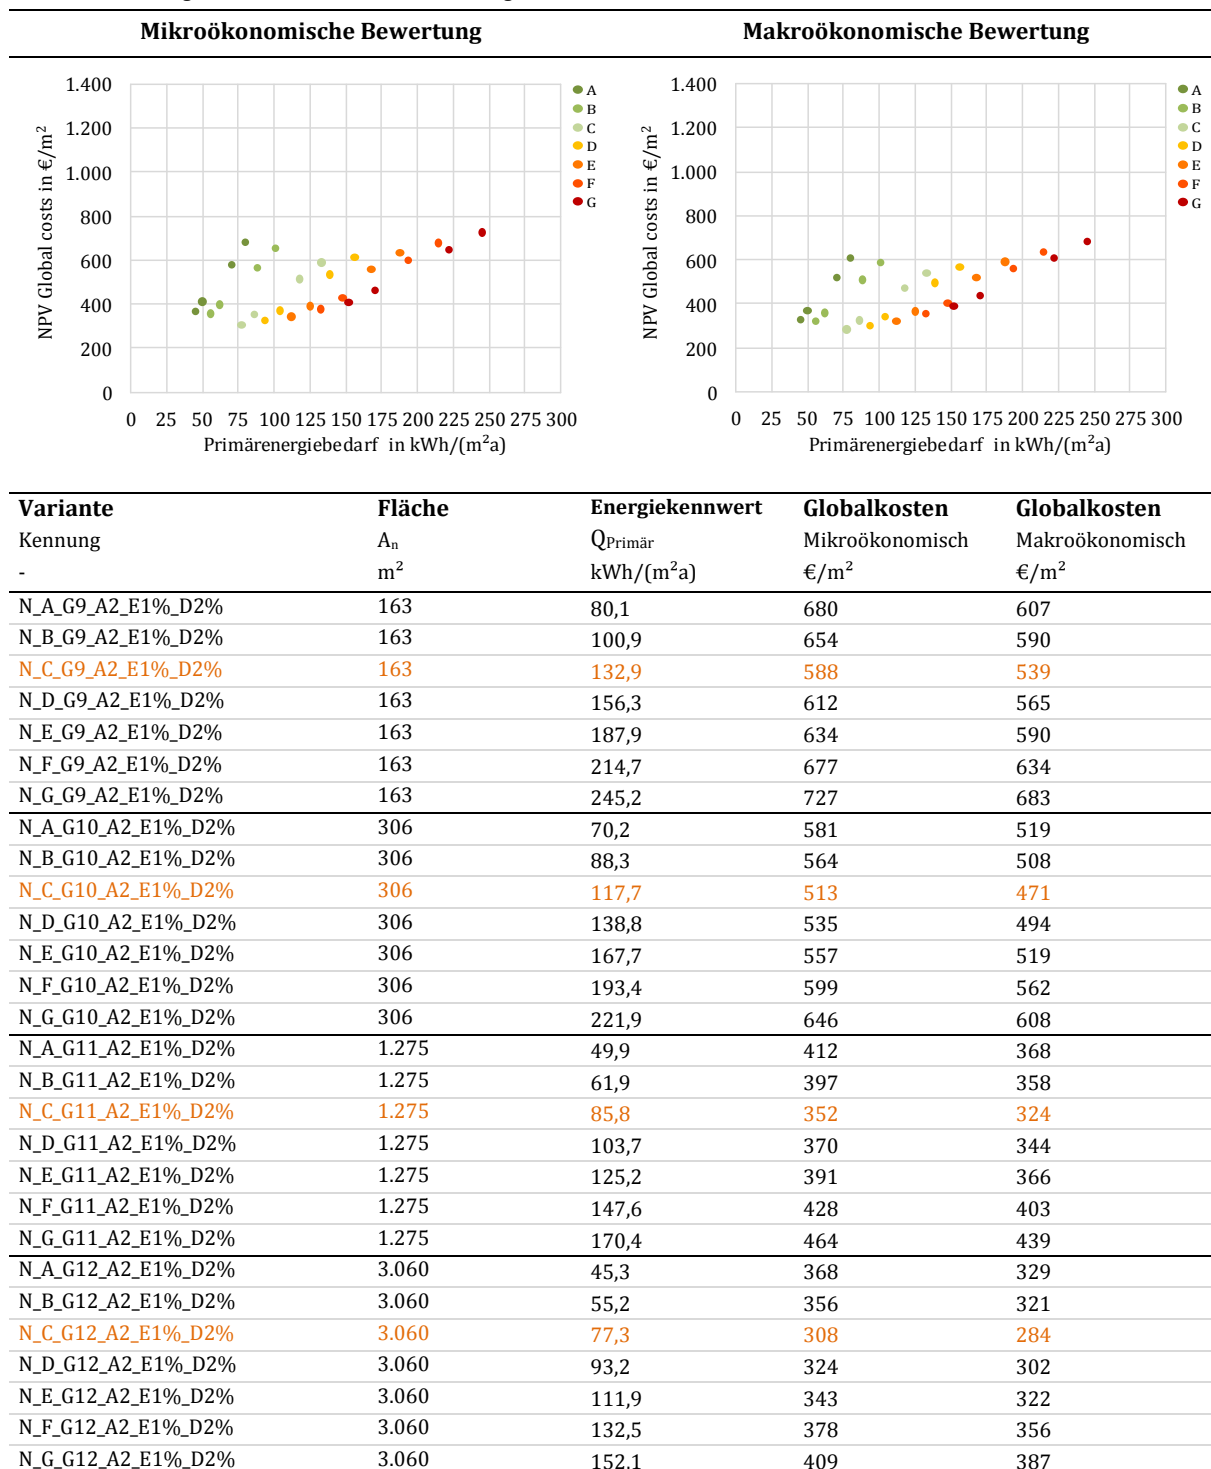 Mikroökonomische Bewertung Makroökonomische Bewertung
NPV Global costs in €/m²
1.400
1.200
1.000
800
600
400
200
0
0 25 50 75 100 125 150 175 200 225 250 275 300
Primärenergiebedarf in kWh/(m²a)
A
B
C
D
E
F
G
NPV Global costs in €/m²
1.400
1.200
1.000
800
600
400
200
0
0 25 50 75 100 125 150 175 200 225 250 275 300
Primärenergiebedarf in kWh/(m²a)
A
B
C
D
E
F
G
Variante Fläche Energiekennwert Globalkosten Globalkosten
Kennung An QPrimär Mikroökonomisch Makroökonomisch
- m² kWh/(m²a) €/m² €/m²
N_A_G9_A2_E1%_D2% 163 80,1 680 607
N_B_G9_A2_E1%_D2% 163 100,9 654 590
N_C_G9_A2_E1%_D2% 163 132,9 588 539
N_D_G9_A2_E1%_D2% 163 156,3 612 565
N_E_G9_A2_E1%_D2% 163 187,9 634 590
N_F_G9_A2_E1%_D2% 163 214,7 677 634
N_G_G9_A2_E1%_D2% 163 245,2 727 683
N_A_G10_A2_E1%_D2% 306 70,2 581 519
N_B_G10_A2_E1%_D2% 306 88,3 564 508
N_C_G10_A2_E1%_D2% 306 117,7 513 471
N_D_G10_A2_E1%_D2% 306 138,8 535 494
N_E_G10_A2_E1%_D2% 306 167,7 557 519
N_F_G10_A2_E1%_D2% 306 193,4 599 562
N_G_G10_A2_E1%_D2% 306 221,9 646 608
N_A_G11_A2_E1%_D2% 1.275 49,9 412 368
N_B_G11_A2_E1%_D2% 1.275 61,9 397 358
N_C_G11_A2_E1%_D2% 1.275 85,8 352 324
N_D_G11_A2_E1%_D2% 1.275 103,7 370 344
N_E_G11_A2_E1%_D2% 1.275 125,2 391 366
N_F_G11_A2_E1%_D2% 1.275 147,6 428 403
N_G_G11_A2_E1%_D2% 1.275 170,4 464 439
N_A_G12_A2_E1%_D2% 3.060 45,3 368 329
N_B_G12_A2_E1%_D2% 3.060 55,2 356 321
N_C_G12_A2_E1%_D2% 3.060 77,3 308 284
N_D_G12_A2_E1%_D2% 3.060 93,2 324 302
N_E_G12_A2_E1%_D2% 3.060 111,9 343 322
N_F_G12_A2_E1%_D2% 3.060 132,5 378 356
N_G_G12_A2_E1%_D2% 3.060 152,1 409 387